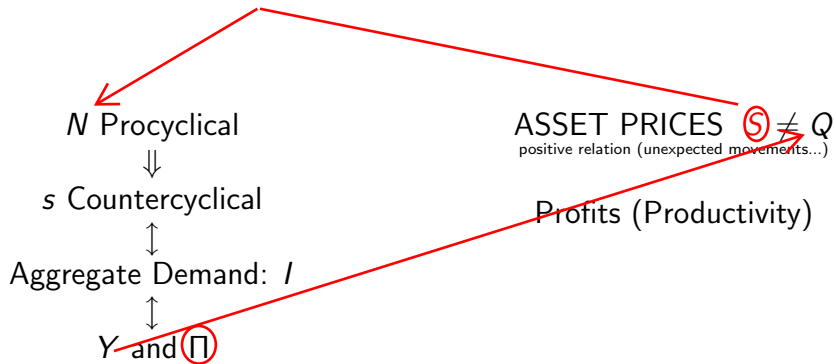 N Procyclical
⇓
s Countercyclical
↕
Aggregate Demand: I
↕
Y and Π
ASSET PRICES S ≠ Q
positive relation (unexpected movements...)
Profits (Productivity)